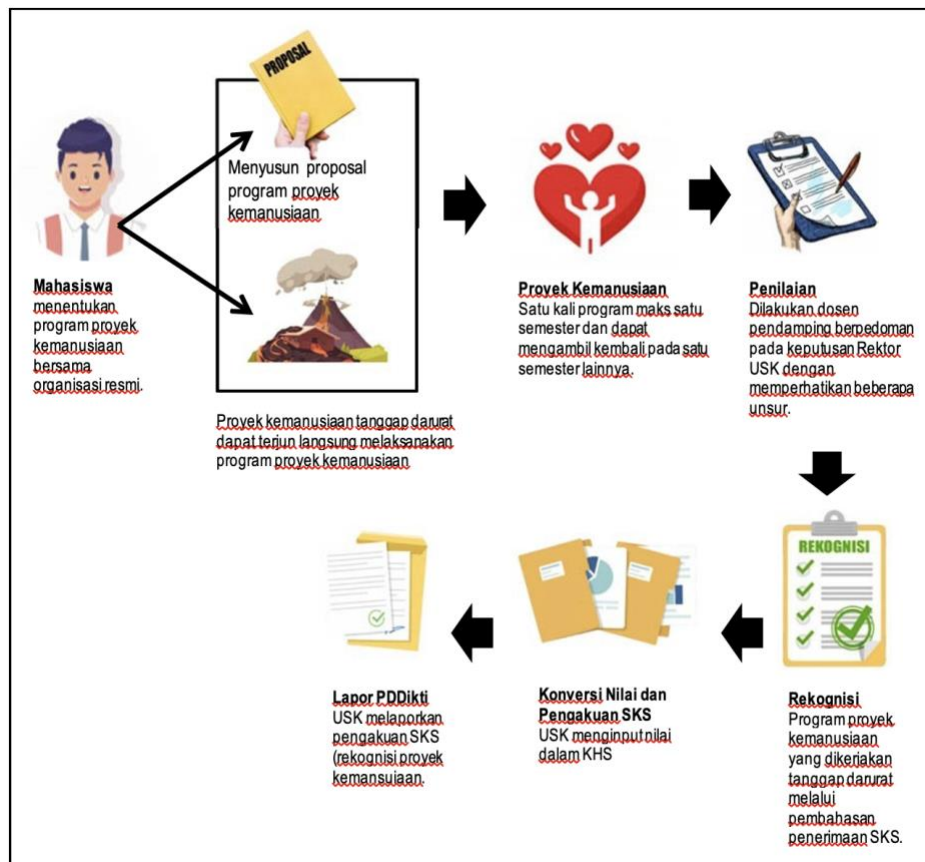 PROPOSAL
Menyusun proposal
program proyek
kemanusiaan
Mahasiswa
menentukan
program proyek
kemanusiaan
bersama
organisasi resmi.
Proyek kemanusiaan tanggap darurat
dapat terjun langsung melaksanakan
program proyek kemanusiaan
Proyek Kemanusiaan
Satu kali program maks satu
semester dan dapat
mengambil kembali pada satu
semester lainnya.
Penilaian
Dilakukan dosen
pendamping berpedoman
pada keputusan Rektor
USK dengan
memperhatikan beberapa
unsur.
REKOGNISI
Rekognisi
Program proyek
kemanusiaan
yang dikerjakan
tanggap darurat
melalui
pembahasan
penerimaan SKS.
Konversi Nilai dan
Pengakuan SKS
USK menginput nilai
dalam KHS
Lapor PDDikti
USK melaporkan
pengakuan SKS
(rekognisi proyek
kemansuiaan.